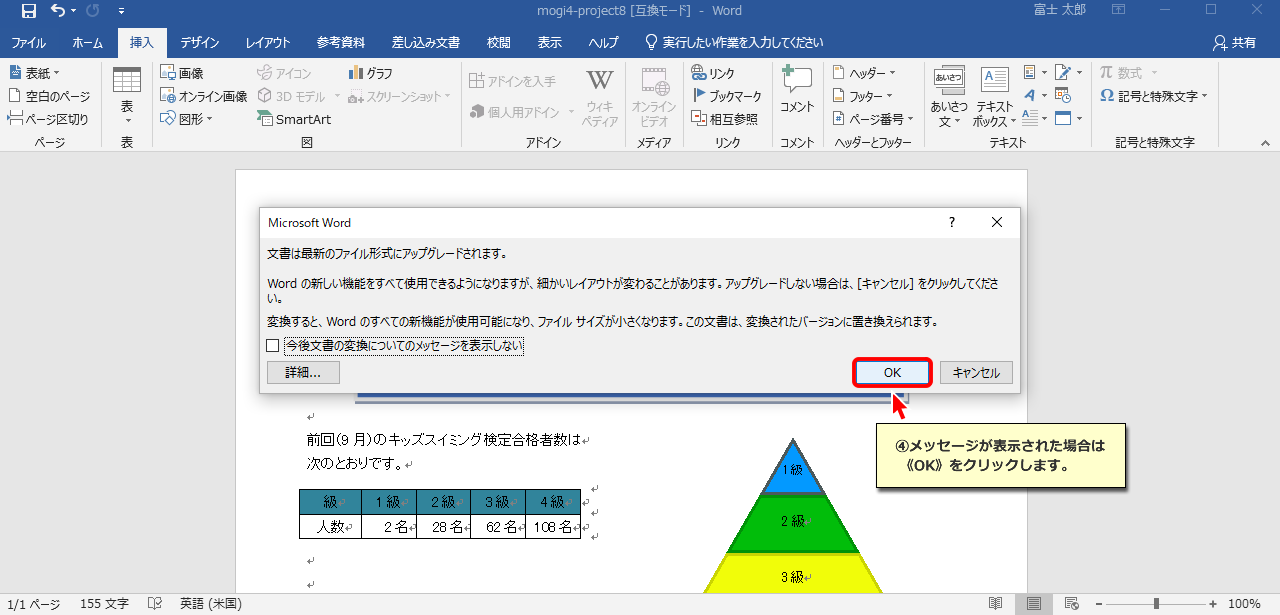 mogi4-project8 [互換モード] - Word
富士 太郎
ファイル ホーム 挿入 デザイン レイアウト 参考資料 差し込み文書 校閲 表示 ヘルプ 実行したい作業を入力してください 共有
表紙
空白のページ
ページ区切り
ページ
表
表
画像
オンライン画像
図形
アイコン
3D モデル
SmartArt
グラフ
スクリーンショット
図
アドインを入手
個人用アドイン
ウィキ
ペディア
アドイン
オンライン
ビデオ
メディア
リンク
ブックマーク
相互参照
リンク
コメント
コメント
ヘッダー
フッター
ページ番号
ヘッダーとフッター
あいさつ
あいさつ
文
テキスト
ボックス
テキスト
数式
記号と特殊文字
記号と特殊文字
Microsoft Word
文書は最新のファイル形式にアップグレードされます。
Word の新しい機能をすべて使用できるようになりますが、細かいレイアウトが変わることがあります。アップグレードしない場合は、[キャンセル] をクリックしてくださ
い。
変換すると、Word のすべての新機能が使用可能になり、ファイル サイズが小さくなります。この文書は、変換されたバージョンに置き換えられます。
今後文書の変換についてのメッセージを表示しない
詳細... OK キャンセル
④メッセージが表示された場合は
《OK》をクリックします。
前回(9 月)のキッズスイミング検定合格者数は
次のとおりです。
級 1級 2級 3級 4級
人数 2名 28名 62名 108名
1級
2級
3級
1/1 ページ 155 文字 英語 (米国) 100%